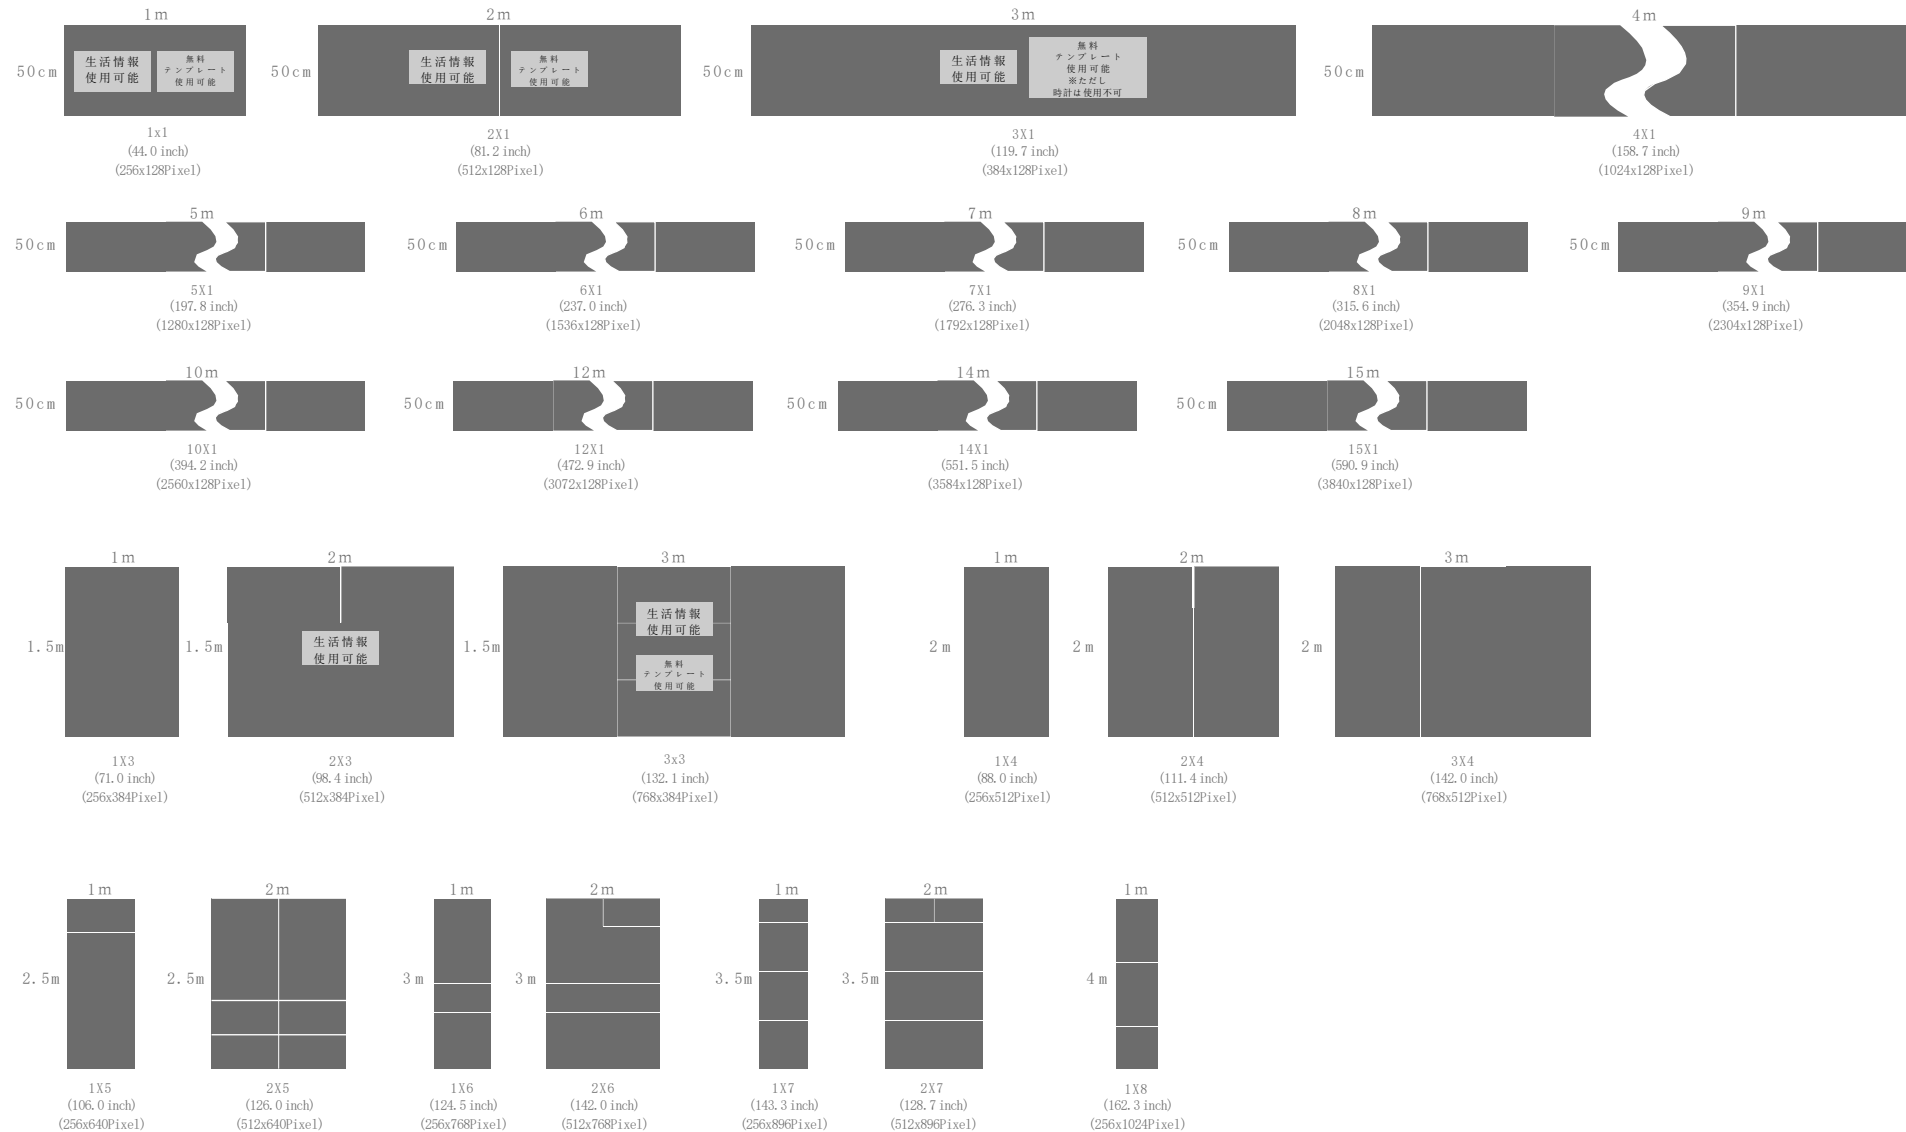 1m
50cm
生活情報
使用可能
無料
テンプレート
使用可能
1x1
(44.0 inch)
(256x128Pixel)
2m
50cm
生活情報
使用可能
無料
テンプレート
使用可能
2X1
(81.2 inch)
(512x128Pixel)
3m
50cm
生活情報
使用可能
無料
テンプレート
使用可能
※ただし
時計は使用不可
3X1
(119.7 inch)
(384x128Pixel)
4m
50cm
4X1
(158.7 inch)
(1024x128Pixel)
5m
50cm
5X1
(197.8 inch)
(1280x128Pixel)
6m
50cm
6X1
(237.0 inch)
(1536x128Pixel)
7m
50cm
7X1
(276.3 inch)
(1792x128Pixel)
8m
50cm
8X1
(315.6 inch)
(2048x128Pixel)
9m
50cm
9X1
(354.9 inch)
(2304x128Pixel)
10m
50cm
10X1
(394.2 inch)
(2560x128Pixel)
12m
50cm
12X1
(472.9 inch)
(3072x128Pixel)
14m
50cm
14X1
(551.5 inch)
(3584x128Pixel)
15m
50cm
15X1
(590.9 inch)
(3840x128Pixel)
1m
1.5m
1X3
(71.0 inch)
(256x384Pixel)
2m
1.5m
生活情報
使用可能
2X3
(98.4 inch)
(512x384Pixel)
3m
1.5m
生活情報
使用可能
無料
テンプレート
使用可能
3x3
(132.1 inch)
(768x384Pixel)
1m
2m
1X4
(88.0 inch)
(256x512Pixel)
2m
2m
2X4
(111.4 inch)
(512x512Pixel)
3m
2m
3X4
(142.0 inch)
(768x512Pixel)
1m
2.5m
1X5
(106.0 inch)
(256x640Pixel)
2m
2.5m
2X5
(126.0 inch)
(512x640Pixel)
1m
3m
1X6
(124.5 inch)
(256x768Pixel)
2m
3m
2X6
(142.0 inch)
(512x768Pixel)
1m
3.5m
1X7
(143.3 inch)
(256x896Pixel)
2m
3.5m
2X7
(128.7 inch)
(512x896Pixel)
1m
4m
1X8
(162.3 inch)
(256x1024Pixel)